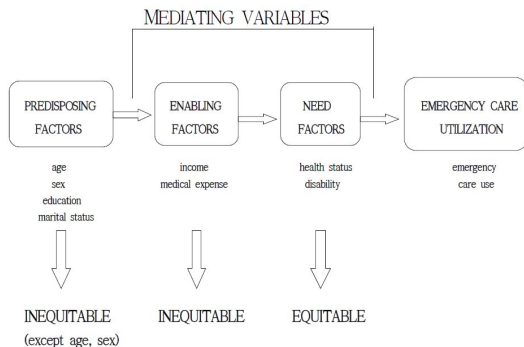 MEDIATING VARIABLES
PREDISPOSING
FACTORS
ENABLING
FACTORS
NEED
FACTORS
EMERGENCY CARE
UTILIZATION
age
sex
education
marital status
income
medical expense
health status
disability
emergency
care use
INEQUITABLE
(except age, sex)
INEQUITABLE
EQUITABLE